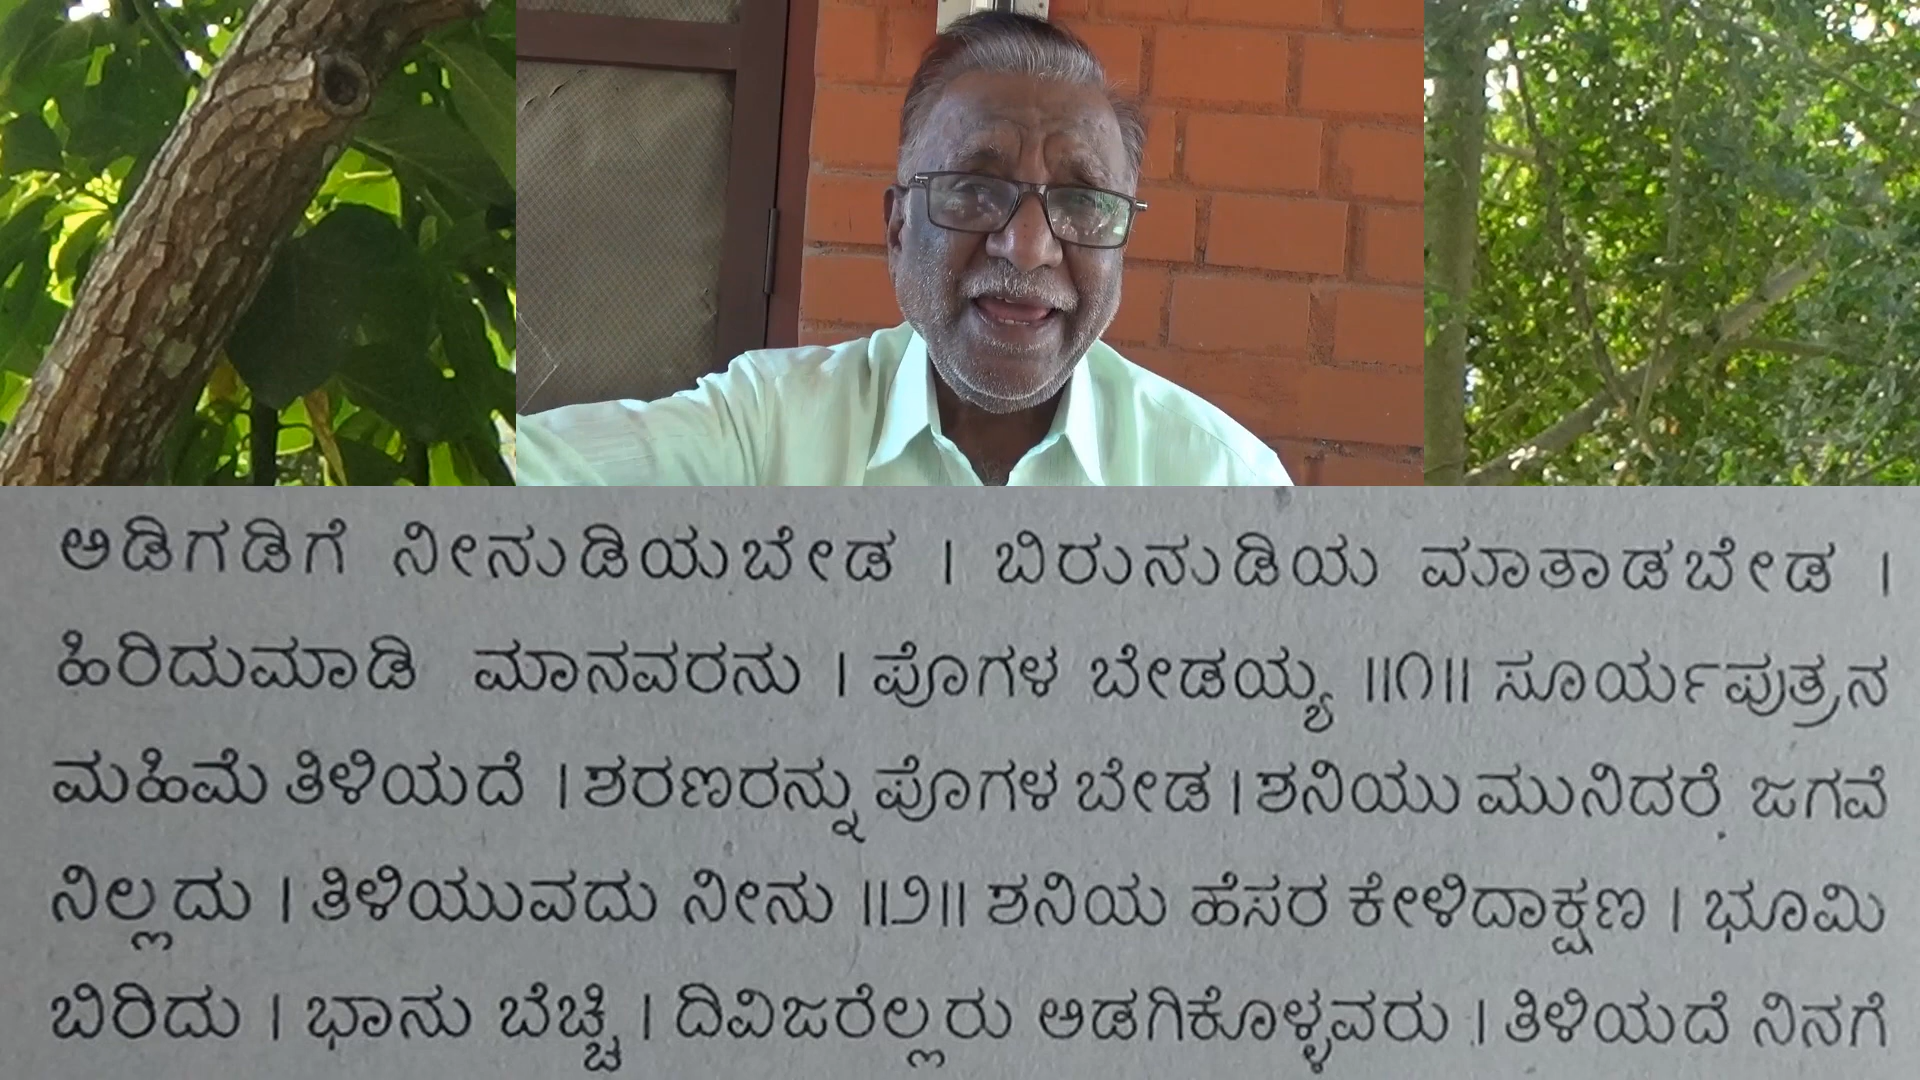 ಅಡಿಗಡಿಗೆ ನೀನುಡಿಯಬೇಡ । ಬಿರುನುಡಿಯ ಮಾತಾಡಬೇಡ ।
ಹಿರಿದುಮಾಡಿ ಮಾನವರನು । ಪೊಗಳ ಬೇಡಯ್ಯ ॥೧॥ ಸೂರ್ಯಪುತ್ರನ
ಮಹಿಮೆ ತಿಳಿಯದೆ । ಶರಣರನ್ನು ಪೊಗಳ ಬೇಡ । ಶನಿಯು ಮುನಿದರೆ ಜಗವೆ
ನಿಲ್ಲದು । ತಿಳಿಯುವದು ನೀನು ॥೨॥ ಶನಿಯ ಹೆಸರ ಕೇಳಿದಾಕ್ಷಣ । ಭೂಮಿ
ಬಿರಿದು । ಭಾನು ಬೆಚ್ಚಿ । ದಿವಿಜರೆಲ್ಲರು ಅಡಗಿಕೊಳ್ಳವರು । ತಿಳಿಯದೆ ನಿನಗೆ